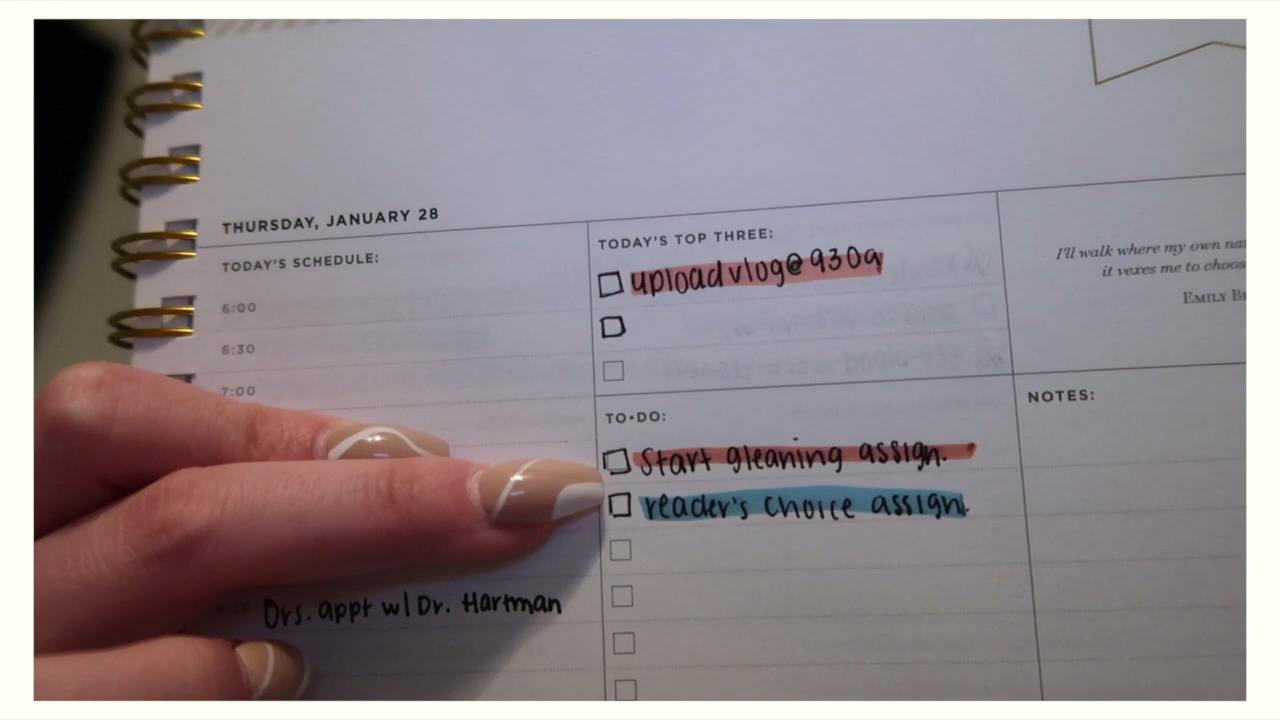 THURSDAY, JANUARY 28
TODAY'S SCHEDULE:
6:00
6:30
7:00
Drs. appt w/ Dr. Hartman
TODAY'S TOP THREE:
upload vlog @ 930a
TO•DO:
Start gleaning assign.
reader's choice assign.
I'll walk where my own
it vexes me to
EMILY
NOTES: